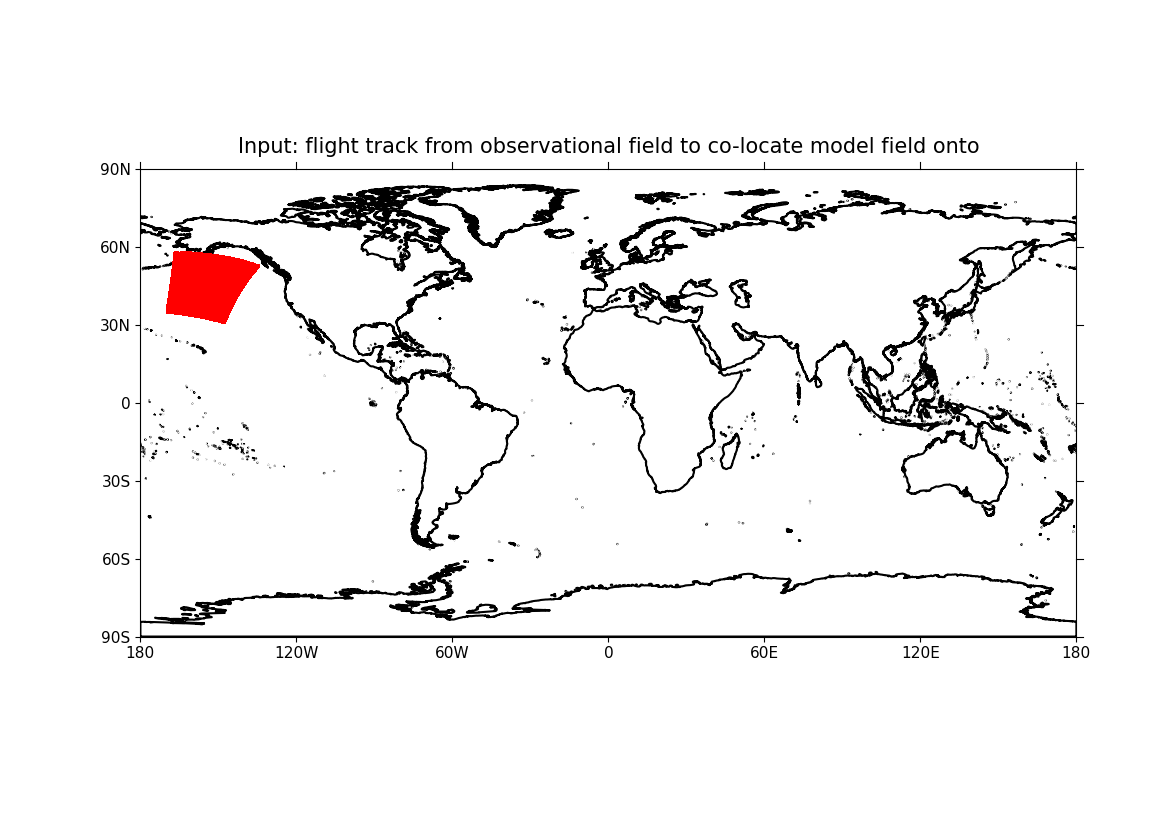 Input: flight track from observational field to co-locate model field onto
90N
60N
30N
0
30S
60S
90S
180 120W 60W 0 60E 120E 180